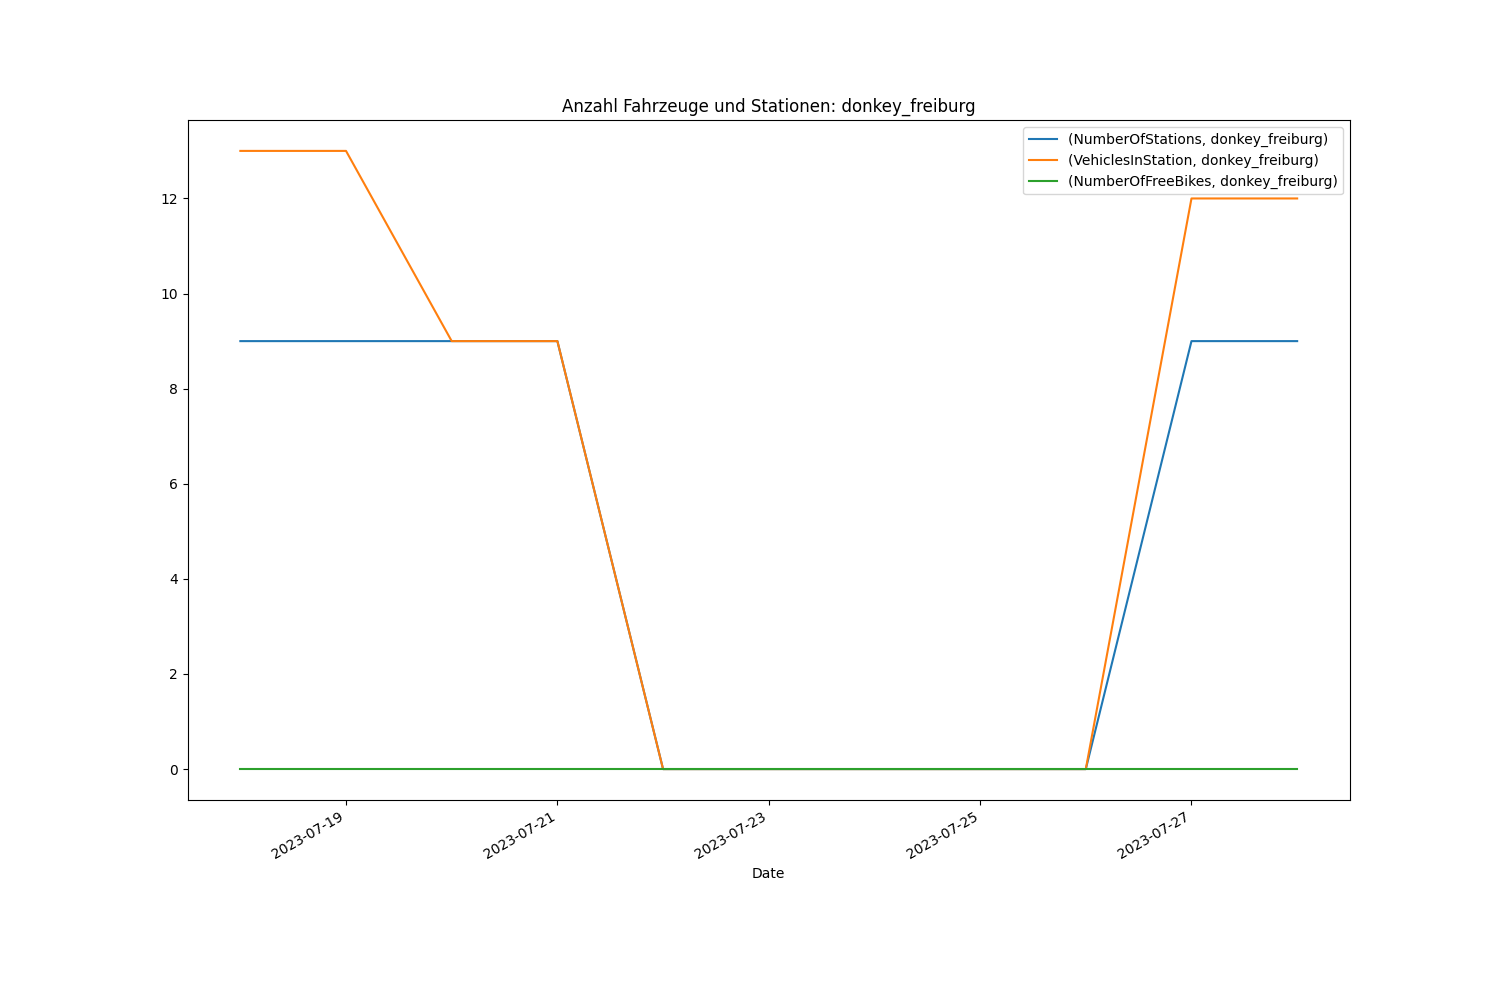 Anzahl Fahrzeuge und Stationen: donkey_freiburg
(NumberOfStations, donkey_freiburg)
(VehiclesInStation, donkey_freiburg)
(NumberOfFreeBikes, donkey_freiburg)
12
10
8
6
4
2
0
2023-07-19
2023-07-21
2023-07-23
2023-07-25
2023-07-27
Date